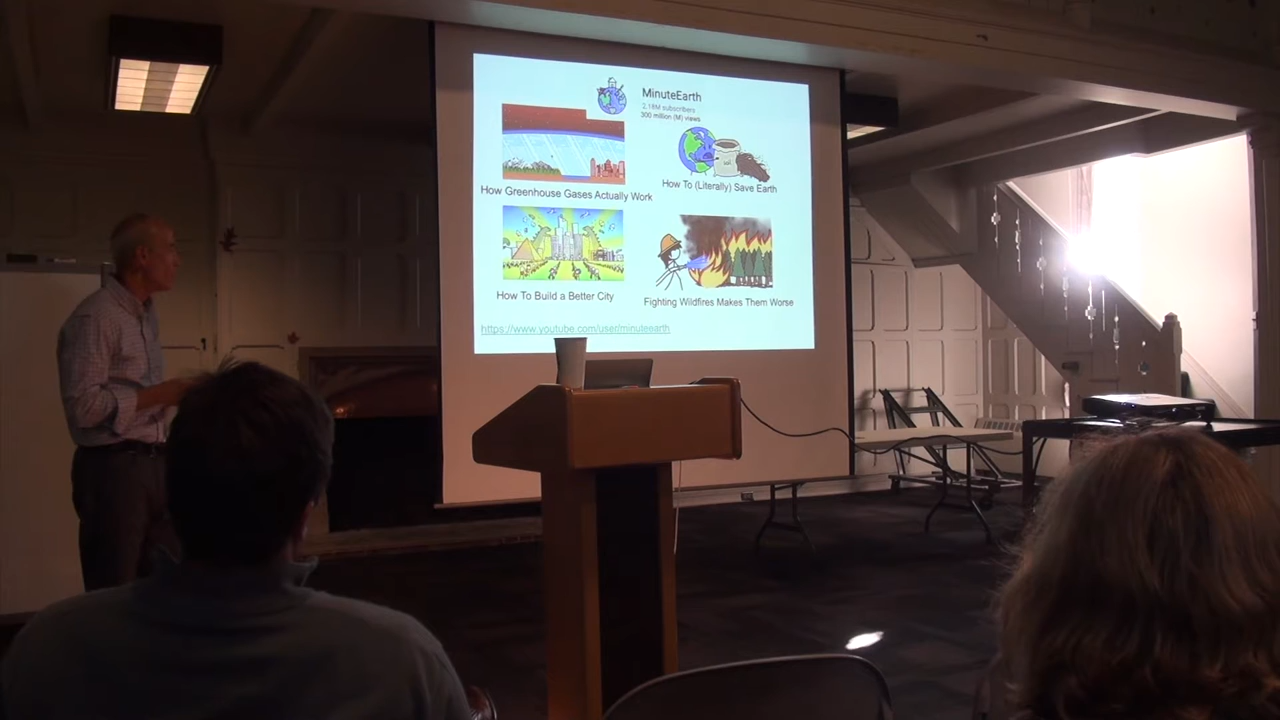 MinuteEarth
2.18M subscribers
300 million (M) views
How Greenhouse Gases Actually Work
How To (Literally) Save Earth
How To Build a Better City
Fighting Wildfires Makes Them Worse
https://www.youtube.com/user/minuteearth